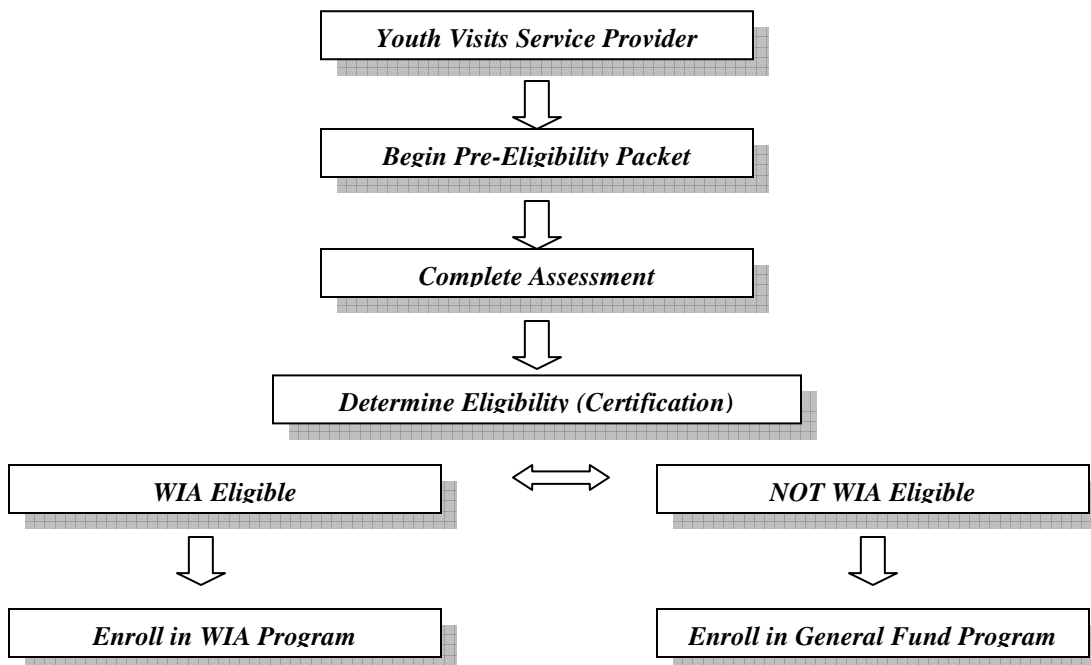 Youth Visits Service Provider
Begin Pre-Eligibility Packet
Complete Assessment
Determine Eligibility (Certification)
WIA Eligible
NOT WIA Eligible
Enroll in WIA Program
Enroll in General Fund Program